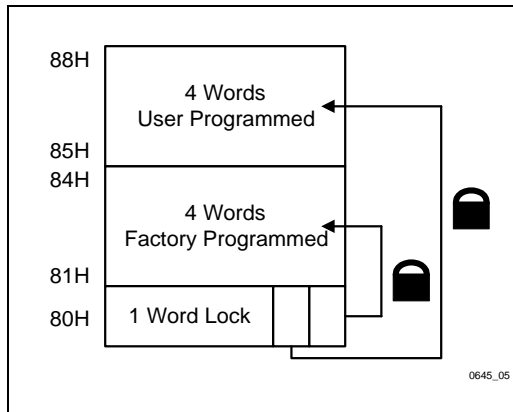 88H
4 Words
User Programmed
85H
84H
4 Words
Factory Programmed
81H
80H
1 Word Lock
0645_05